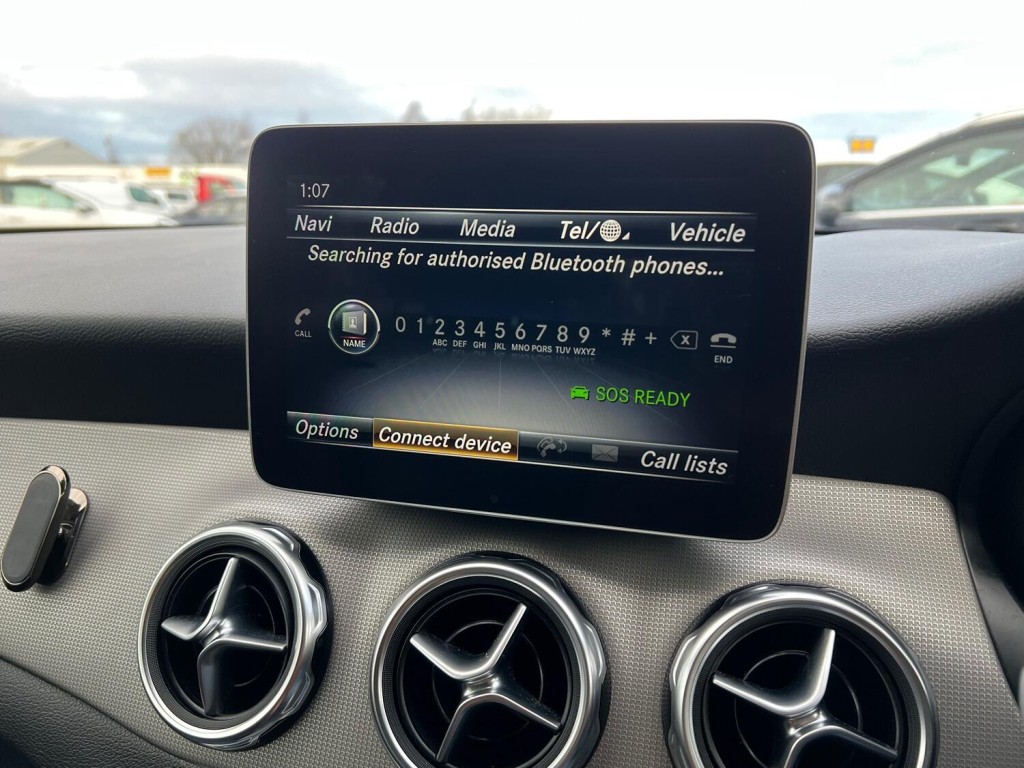 1:07
Navi Radio Media Tel/ Vehicle
Searching for authorised Bluetooth phones...
0 1 2 3 4 5 6 7 8 9 * # + X
CALL NAME ABC DEF GHI JKL MNO PQRS TUV WXYZ END
SOS READY
Options Connect device Call lists